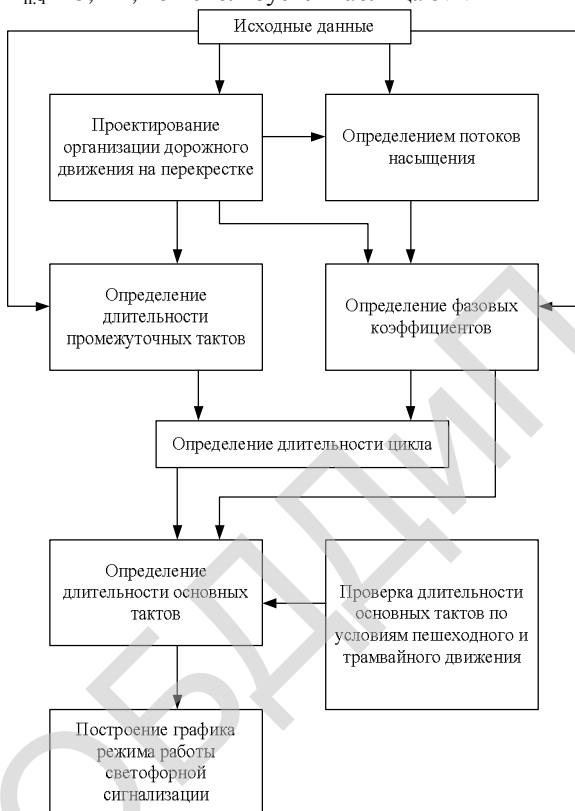 Исходные данные
Проектирование
организации дорожного
движения на перекрестке
Определением потоков
насыщения
Определение
длительности
промежуточных тактов
Определение фазовых
коэффициентов
Определение длительности цикла
Определение
длительности основных
тактов
Проверка длительности
основных тактов по
условиям пешеходного и
трамвайного движения
Построение графика
режима работы
светофорной
сигнализации
ОБДДиП